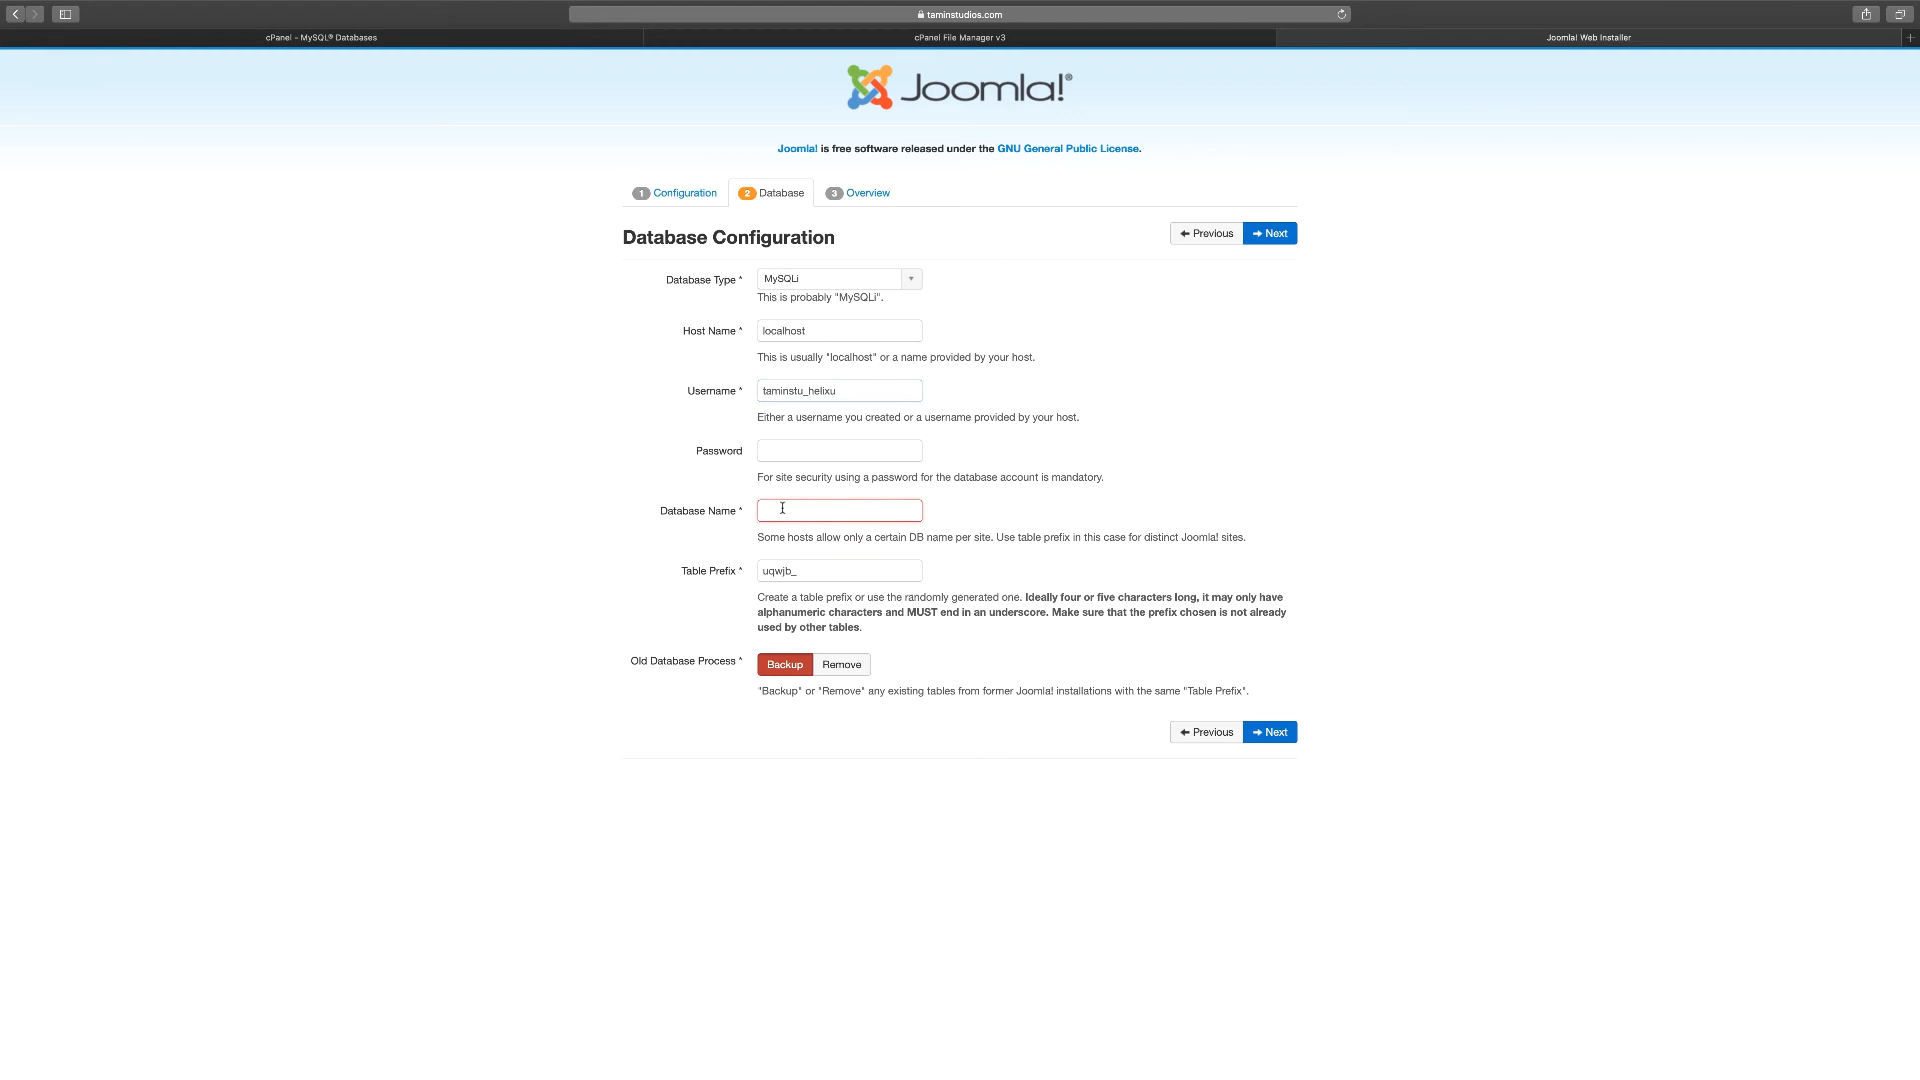 taminstudios.com
cPanel - MySQL® Databases
cPanel File Manager v3
Joomla! Web Installer
Joomla!®
Joomla! is free software released under the GNU General Public License.
1 Configuration
2 Database
3 Overview
Database Configuration
Previous
Next
Database Type *
MySQLi
This is probably "MySQLi".
Host Name *
localhost
This is usually "localhost" or a name provided by your host.
Username *
taminstu_helixu
Either a username you created or a username provided by your host.
Password
For site security using a password for the database account is mandatory.
Database Name *
Some hosts allow only a certain DB name per site. Use table prefix in this case for distinct Joomla! sites.
Table Prefix *
uqwjb_
Create a table prefix or use the randomly generated one. Ideally four or five characters long, it may only have
alphanumeric characters and MUST end in an underscore. Make sure that the prefix chosen is not already
used by other tables.
Old Database Process *
Backup
Remove
"Backup" or "Remove" any existing tables from former Joomla! installations with the same "Table Prefix".
Previous
Next